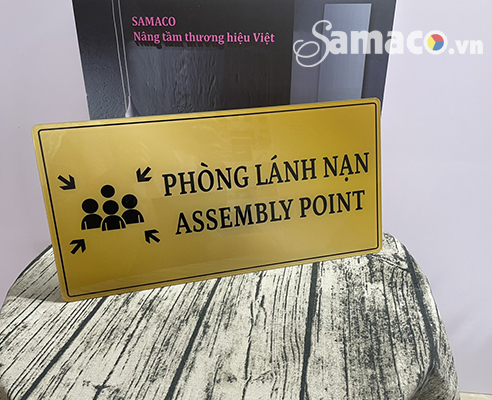 SAMACO
Nâng tầm thương hiệu Việt
Samaco.vn
PHÒNG LÁNH NẠN
ASSEMBLY POINT